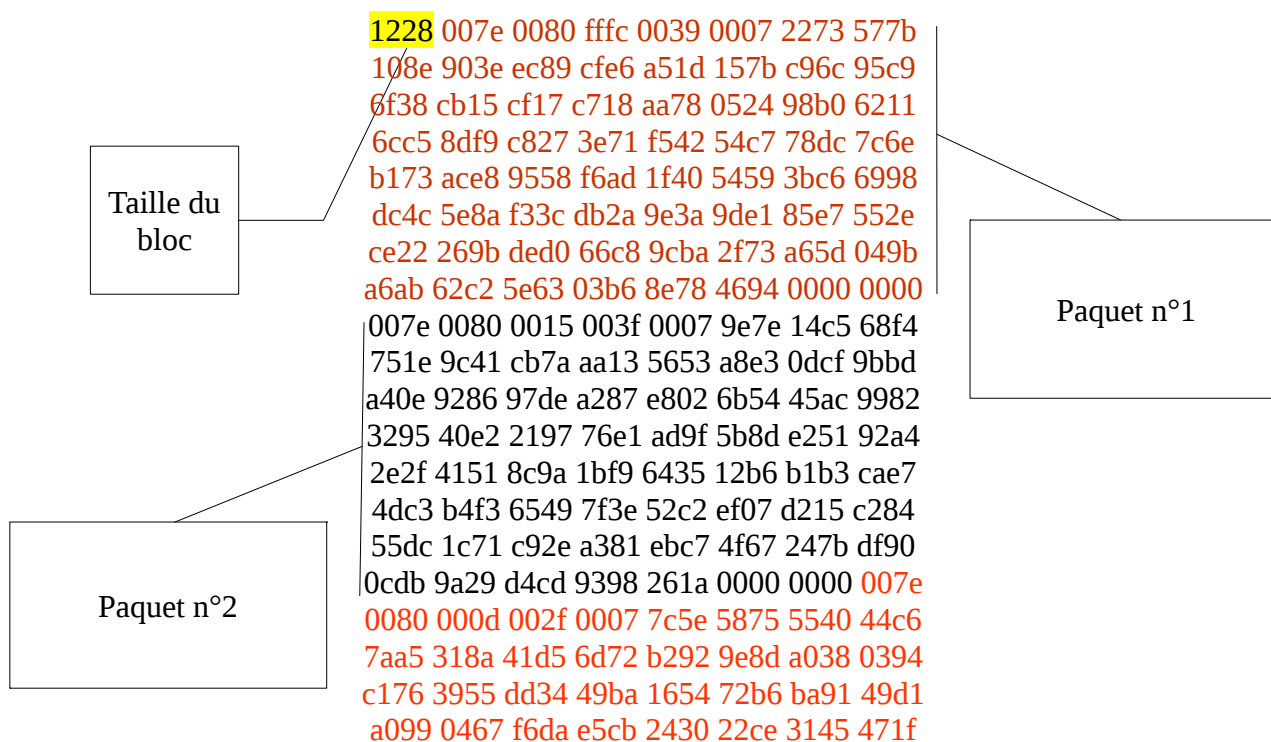 1228 007e 0080 fffc 0039 0007 2273 577b
108e 903e ec89 cfe6 a51d 157b c96c 95c9
6f38 cb15 cf17 c718 aa78 0524 98b0 6211
6cc5 8df9 c827 3e71 f542 54c7 78dc 7c6e
b173 ace8 9558 f6ad 1f40 5459 3bc6 6998
dc4c 5e8a f33c db2a 9e3a 9de1 85e7 552e
ce22 269b ded0 66c8 9cba 2f73 a65d 049b
a6ab 62c2 5e63 03b6 8e78 4694 0000 0000
007e 0080 0015 003f 0007 9e7e 14c5 68f4
751e 9c41 cb7a aa13 5653 a8e3 0dcf 9bbd
a40e 9286 97de a287 e802 6b54 45ac 9982
3295 40e2 2197 76e1 ad9f 5b8d e251 92a4
2e2f 4151 8c9a 1bf9 6435 12b6 b1b3 cae7
4dc3 b4f3 6549 7f3e 52c2 ef07 d215 c284
55dc 1c71 c92e a381 ebc7 4f67 247b df90
0cdb 9a29 d4cd 9398 261a 0000 0000 007e
0080 000d 002f 0007 7c5e 5875 5540 44c6
7aa5 318a 41d5 6d72 b292 9e8d a038 0394
c176 3955 dd34 49ba 1654 72b6 ba91 49d1
a099 0467 f6da e5cb 2430 22ce 3145 471f
Taille du
bloc
Paquet n°1
Paquet n°2